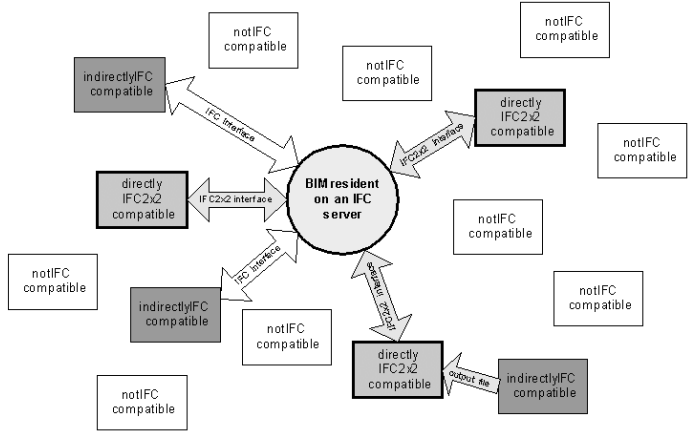 notIFC
compatible
notIFC
compatible
notIFC
compatible
indirectlyIFC
compatible
IFC Interface
directly
IFC2x2
compatible
IFC2x2 interface
notIFC
compatible
directly
IFC2x2
compatible
IFC2x2 interface
BIM resident
on an IFC
server
notIFC
compatible
IFC Interface
notIFC
compatible
IFC2x2 interface
notIFC
compatible
indirectlyIFC
compatible
notIFC
compatible
directly
IFC2x2
compatible
output file
indirectlyIFC
compatible
notIFC
compatible